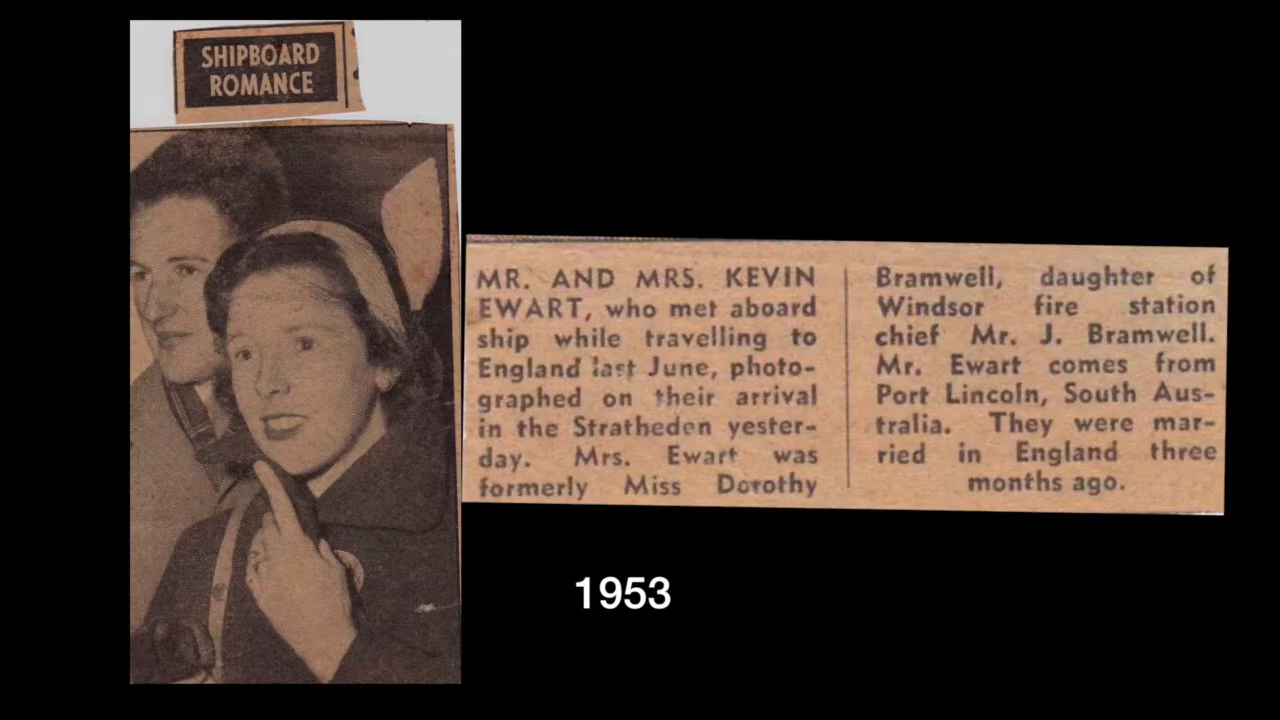 SHIPBOARD
ROMANCE
MR. AND MRS. KEVIN
EWART, who met aboard
ship while travelling to
England last June, photo-
graphed on their arrival
in the Stratheden yester-
day. Mrs. Ewart was
formerly Miss Dorothy
Bramwell, daughter of
Windsor fire station
chief Mr. J. Bramwell.
Mr. Ewart comes from
Port Lincoln, South Aus-
tralia. They were mar-
ried in England three
months ago.
1953